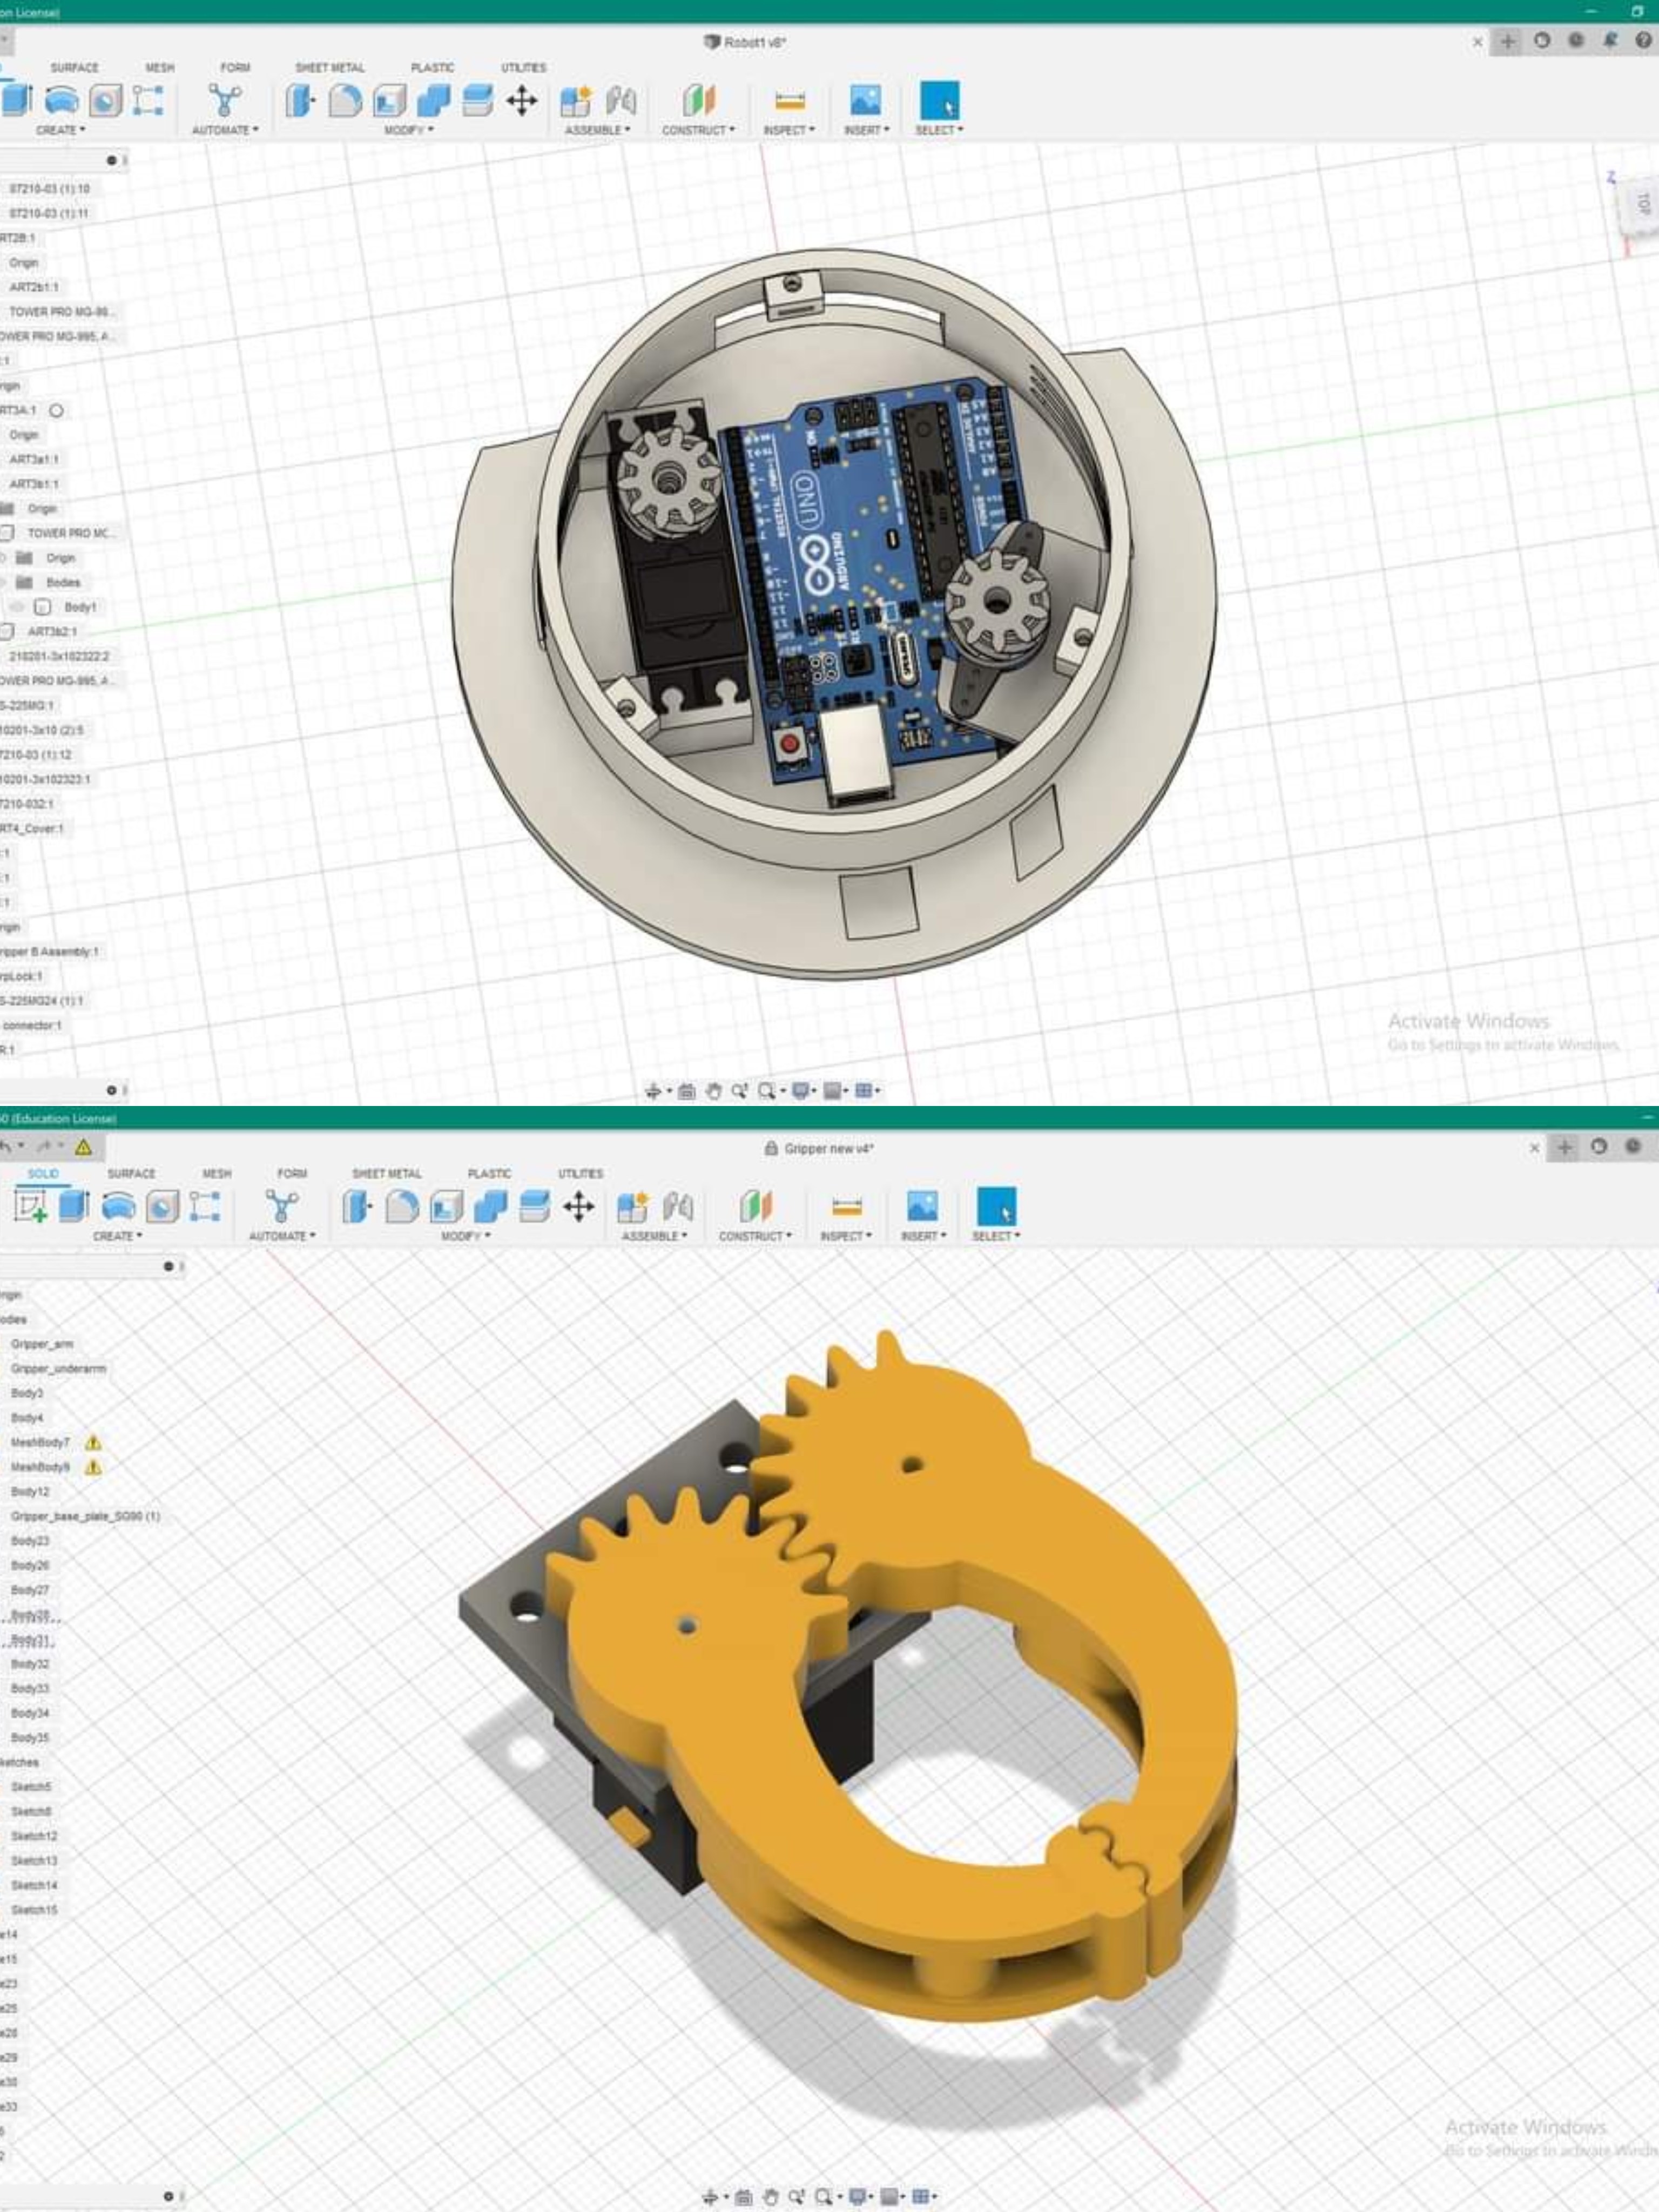 on License)
Robot1 v8*
SURFACE MESH FORM SHEET METAL PLASTIC UTILITIES
CREATE AUTOMATE MODIFY ASSEMBLE CONSTRUCT INSPECT INSERT SELECT
07210-03 (1):10
07210-03 (1):11
RT2B:1
Origin
ART2b1:1
TOWER PRO MG-99...
OWER PRO MG-995, A...
:1
rigin
RT3A:1
Origin
ART3a1:1
ART3b1:1
Origin
TOWER PRO MC...
Origin
Bodies
Body1
ART3b2:1
210201-3x102322:2
OWER PRO MG-995, A...
S-225MG:1
10201-3x10 (2):5
7210-03 (1):12
10201-3x102323:1
7210-032:1
RT4_Cover:1
:1
:1
:1
rigin
ripper B Assembly:1
rpLock:1
S-225MG24 (1):1
connector:1
R:1
TOP
Z
UNO
ARDUINO
DIGITAL (PWM~)
Activate Windows
Go to Settings to activate Windows.
0 (Education License)
Gripper new v4*
SOLID SURFACE MESH FORM SHEET METAL PLASTIC UTILITIES
CREATE AUTOMATE MODIFY ASSEMBLE CONSTRUCT INSPECT INSERT SELECT
rigin
odies
Gripper_arm
Gripper_underarm
Body3
Body4
MeshBody7
MeshBody9
Body12
Gripper_base_plate_SG90 (1)
Body23
Body26
Body27
Body28
Body31
Body32
Body33
Body34
Body35
ketches
Sketch5
Sketch8
Sketch12
Sketch13
Sketch14
Sketch15
e14
e15
e23
e25
e28
e29
e30
e33
Activate Windows
Go to Settings to activate Windo